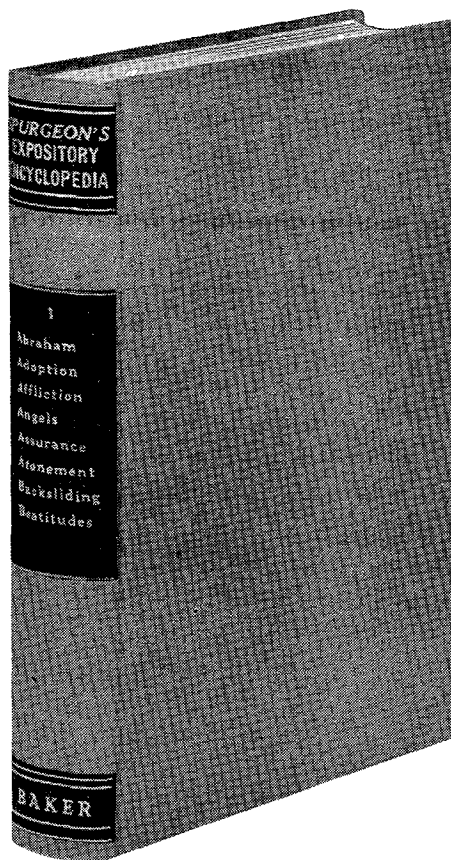 SPURGEON'S
EXPOSITORY
ENCYCLOPEDIA
1
Abraham
Adoption
Affliction
Angels
Assurance
Atonement
Backsliding
Beatitudes
BAKER